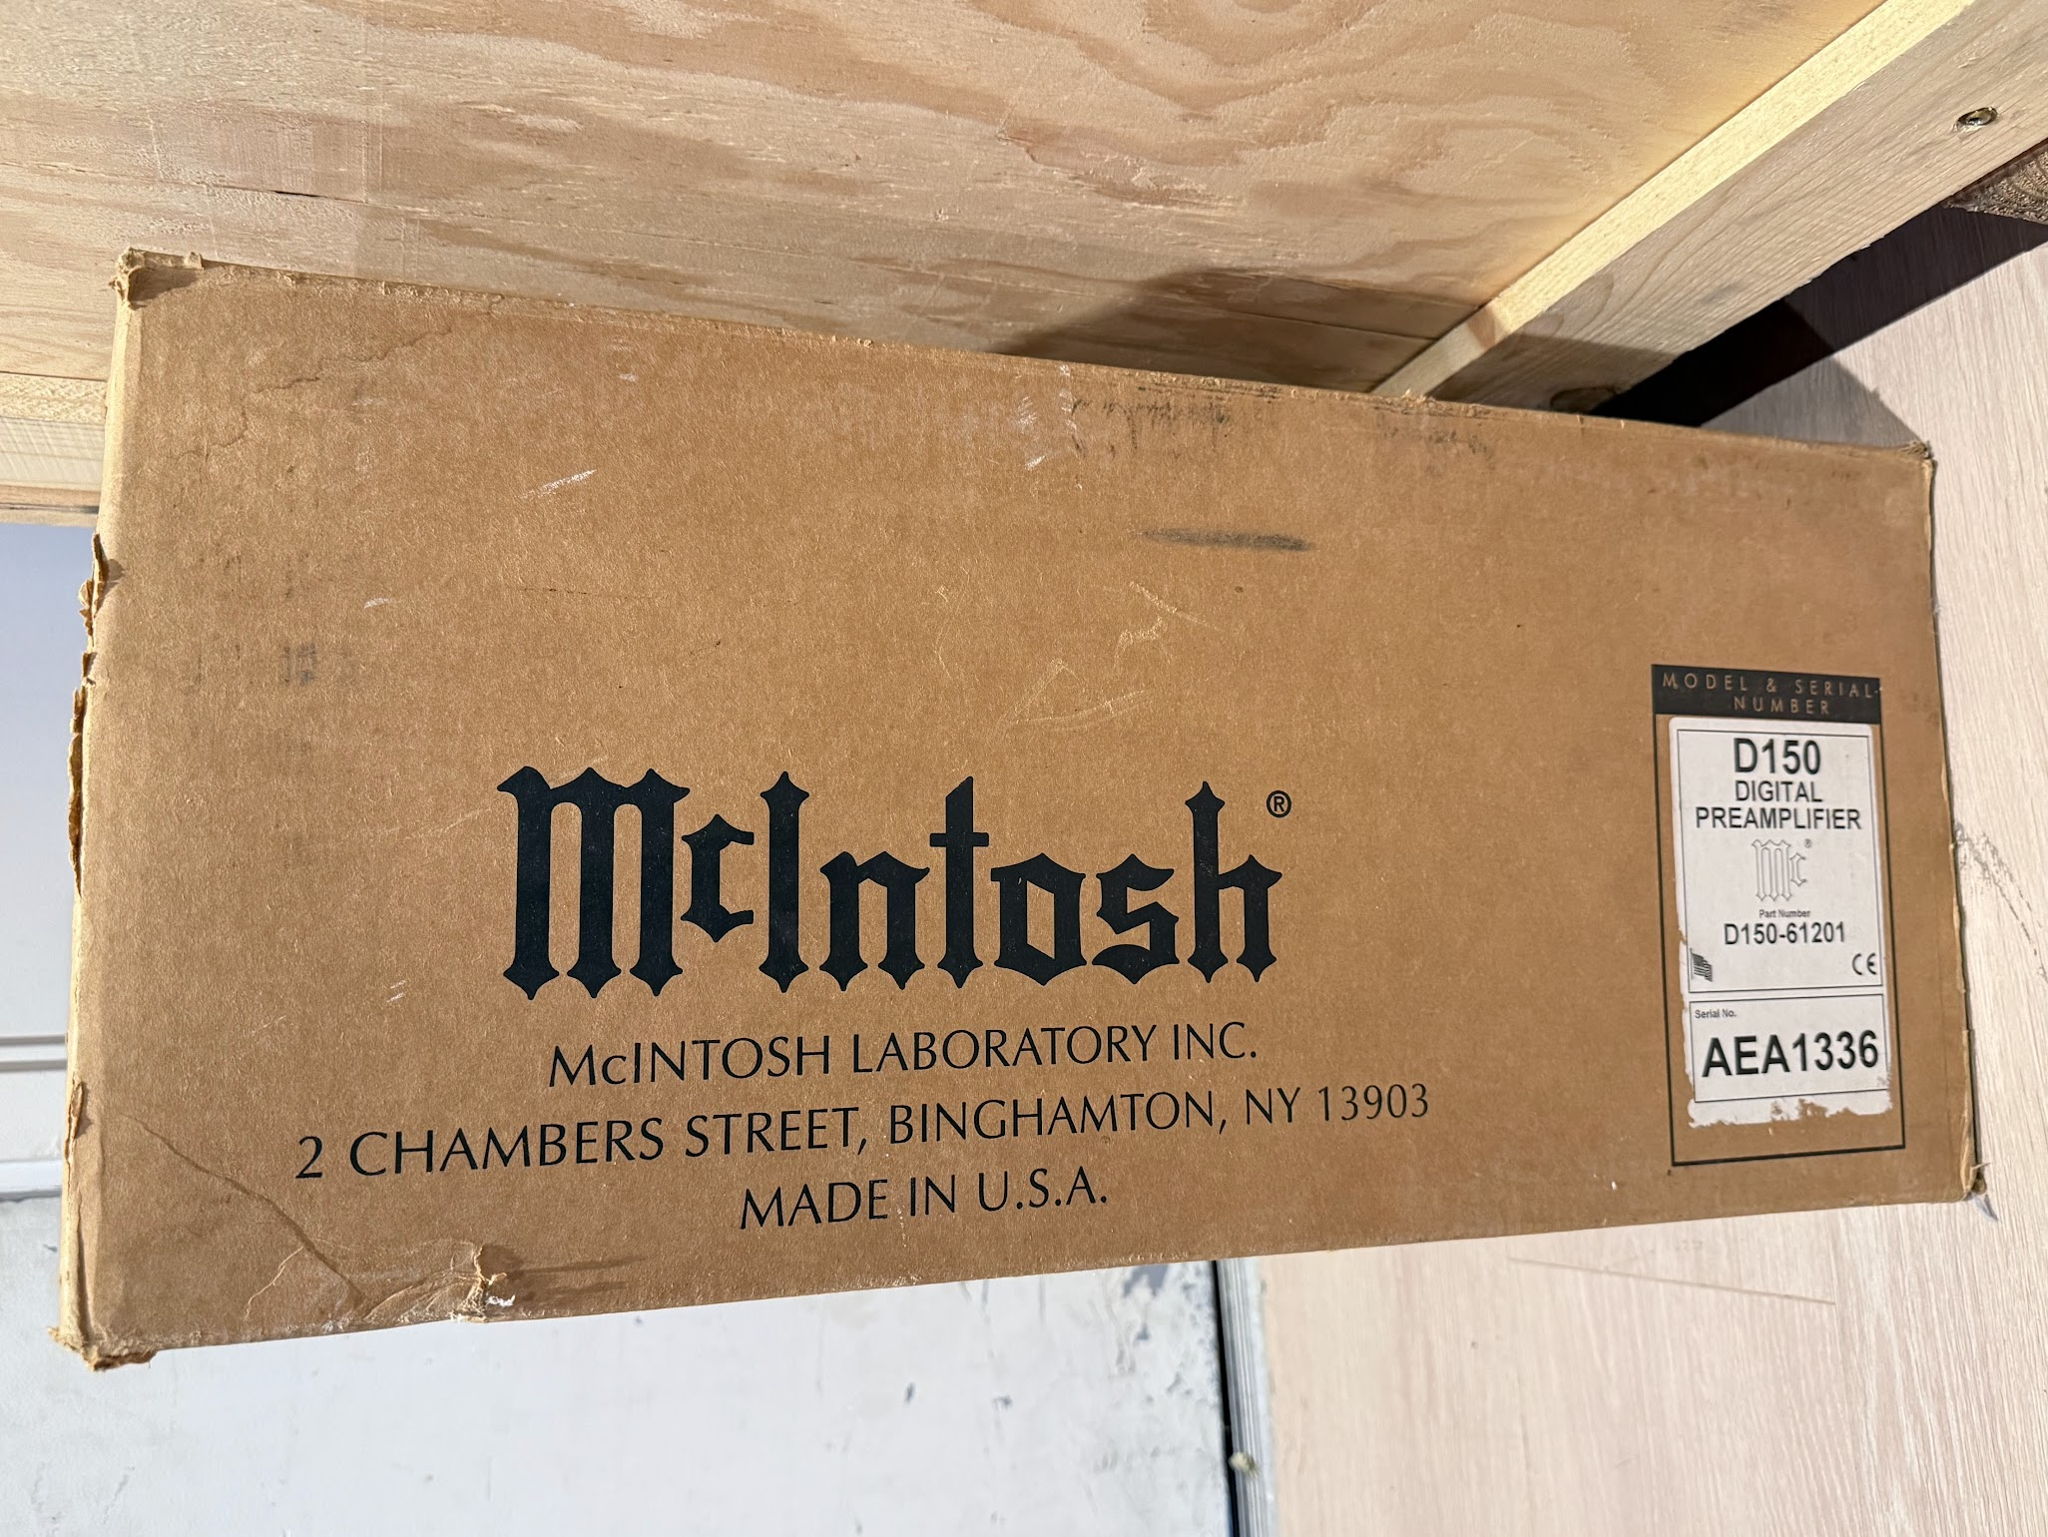 McIntosh®
McINTOSH LABORATORY INC.
2 CHAMBERS STREET, BINGHAMTON, NY 13903
MADE IN U.S.A.
MODEL & SERIAL
NUMBER
D150
DIGITAL
PREAMPLIFIER
Mc®
Part Number
D150-61201
CE
Serial No.
AEA1336